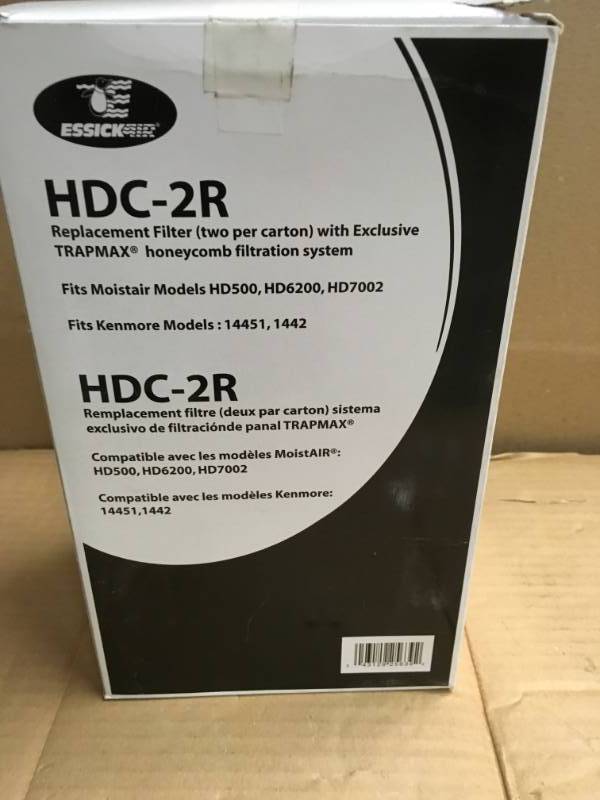 ESSICKAIR®
HDC-2R
Replacement Filter (two per carton) with Exclusive
TRAPMAX® honeycomb filtration system
Fits Moistair Models HD500, HD6200, HD7002
Fits Kenmore Models : 14451, 1442
HDC-2R
Remplacement filtre (deux par carton) sistema
exclusivo de filtraciónde panal TRAPMAX®
Compatible avec les modèles MoistAIR®:
HD500, HD6200, HD7002
Compatible avec les modèles Kenmore:
14451,1442